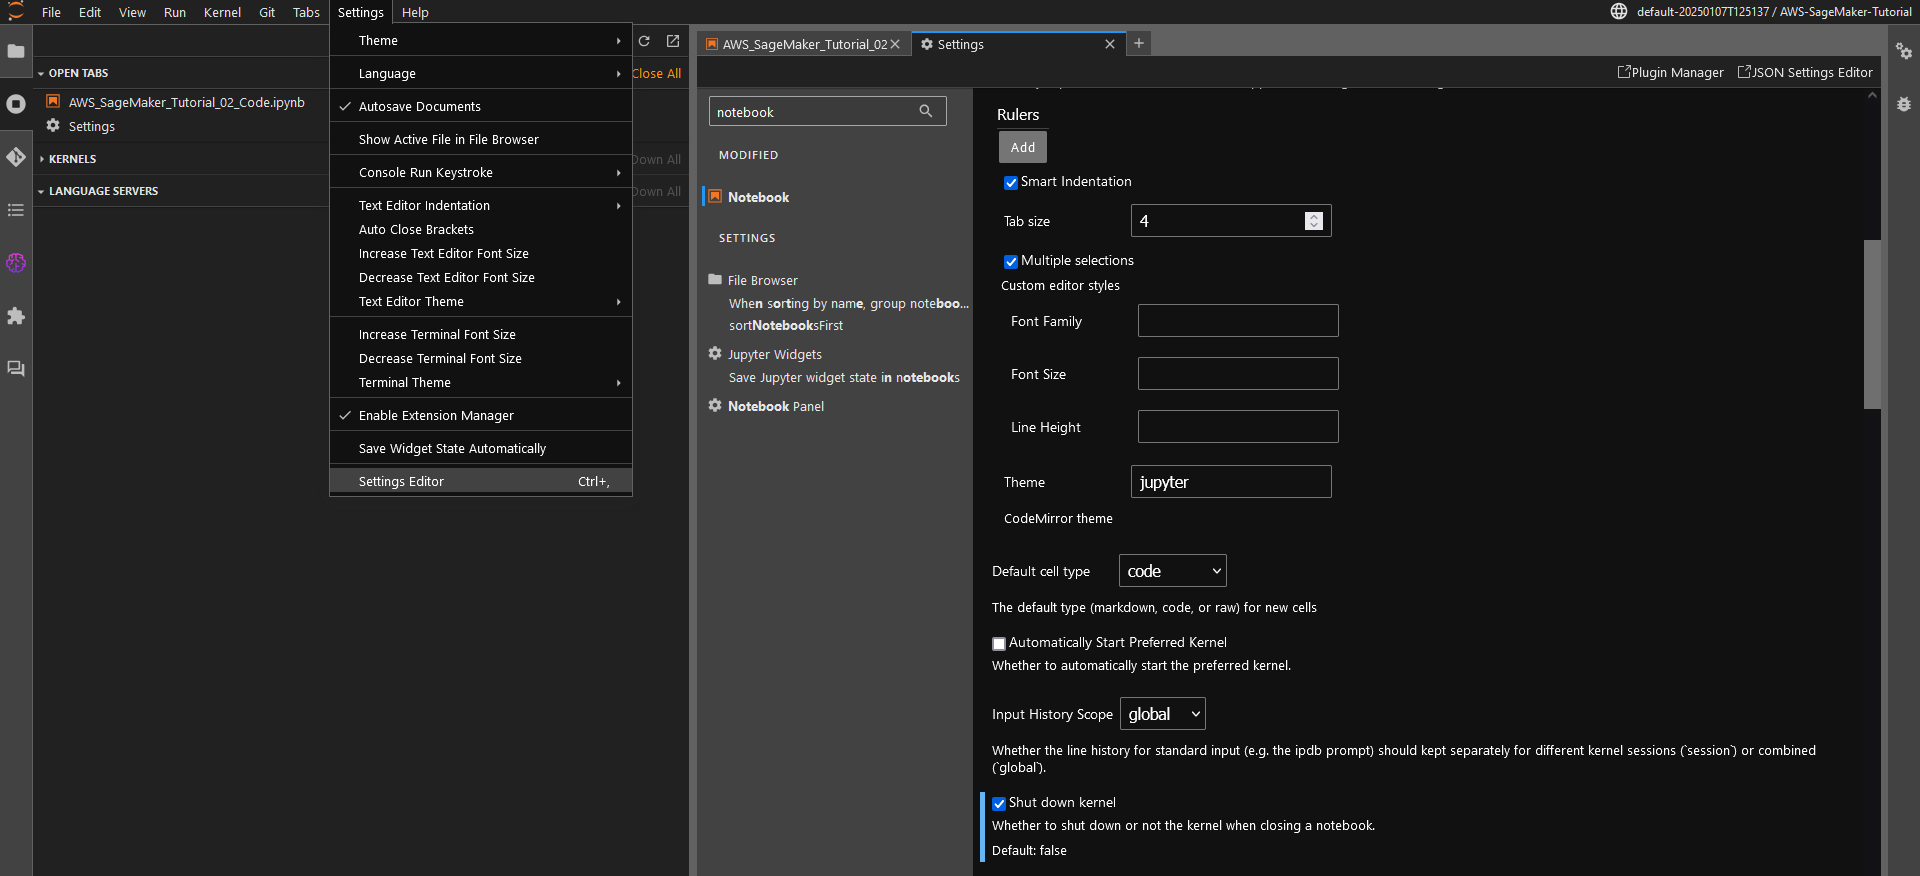 File Edit View Run Kernel Git Tabs Settings Help
default-20250107T125137 / AWS-SageMaker-Tutorial
OPEN TABS
Close All
AWS_SageMaker_Tutorial_02_Code.ipynb
Settings
KERNELS
Down All
LANGUAGE SERVERS
Down All
Theme
Language
Autosave Documents
Show Active File in File Browser
Console Run Keystroke
Text Editor Indentation
Auto Close Brackets
Increase Text Editor Font Size
Decrease Text Editor Font Size
Text Editor Theme
Increase Terminal Font Size
Decrease Terminal Font Size
Terminal Theme
Enable Extension Manager
Save Widget State Automatically
Settings Editor Ctrl+,
AWS_SageMaker_Tutorial_02
Settings
Plugin Manager JSON Settings Editor
notebook
MODIFIED
Notebook
SETTINGS
File Browser
When sorting by name, group noteboo...
sortNotebooksFirst
Jupyter Widgets
Save Jupyter widget state in notebooks
Notebook Panel
Rulers
Add
Smart Indentation
Tab size 4
Multiple selections
Custom editor styles
Font Family
Font Size
Line Height
Theme jupyter
CodeMirror theme
Default cell type code
The default type (markdown, code, or raw) for new cells
Automatically Start Preferred Kernel
Whether to automatically start the preferred kernel.
Input History Scope global
Whether the line history for standard input (e.g. the ipdb prompt) should kept separately for different kernel sessions (`session`) or combined
(`global`).
Shut down kernel
Whether to shut down or not the kernel when closing a notebook.
Default: false